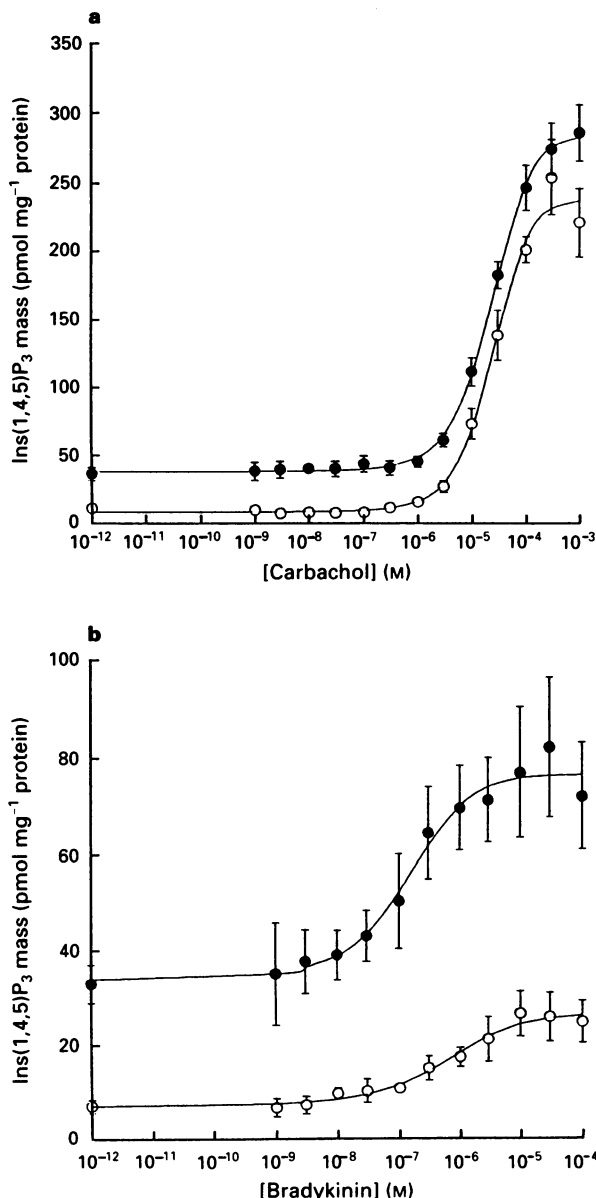 a
Ins(1,4,5)P₃ mass (pmol mg⁻¹ protein)
350
300
250
200
150
100
50
0
10⁻¹² 10⁻¹¹ 10⁻¹⁰ 10⁻⁹ 10⁻⁸ 10⁻⁷ 10⁻⁶ 10⁻⁵ 10⁻⁴ 10⁻³
[Carbachol] (M)
b
Ins(1,4,5)P₃ mass (pmol mg⁻¹ protein)
100
80
60
40
20
0
10⁻¹² 10⁻¹¹ 10⁻¹⁰ 10⁻⁹ 10⁻⁸ 10⁻⁷ 10⁻⁶ 10⁻⁵ 10⁻⁴
[Bradykinin] (M)